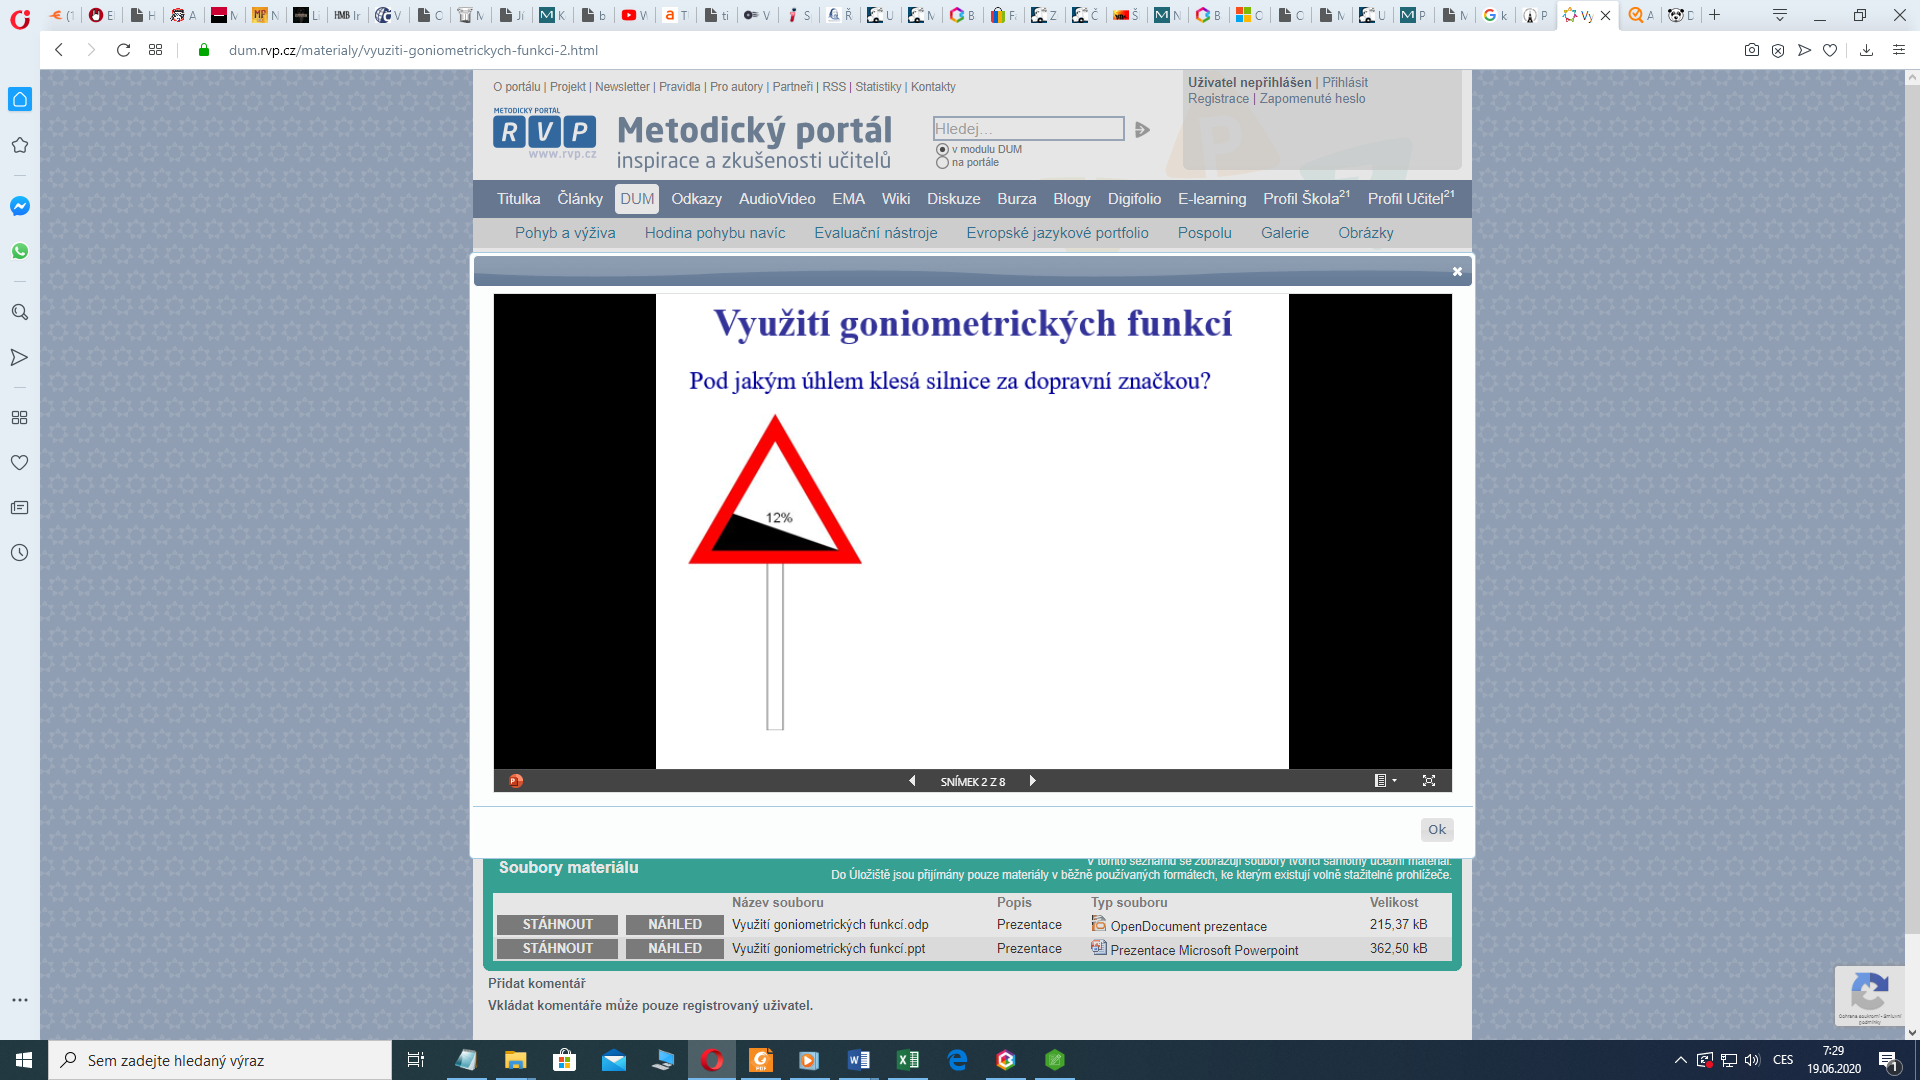 dum.rvp.cz/materialy/vyuziti-goniometrickych-funkci-2.html
O portálu | Projekt | Newsletter | Pravidla | Pro autory | Partneři | RSS | Statistiky | Kontakty
Uživatel nepřihlášen | Přihlásit
Registrace | Zapomenuté heslo
METODICKÝ PORTÁL
RVP
www.rvp.cz
Metodický portál
inspirace a zkušenosti učitelů
Hledej...
v modulu DUM
na portále
Titulka Články DUM Odkazy AudioVideo EMA Wiki Diskuze Burza Blogy Digifolio E-learning Profil Škola21 Profil Učitel21
Pohyb a výživa Hodina pohybu navíc Evaluační nástroje Evropské jazykové portfolio Pospolu Galerie Obrázky
Využití goniometrických funkcí
Pod jakým úhlem klesá silnice za dopravní značkou?
12%
SNÍMEK 2 Z 8
Ok
Soubory materiálu
V tomto seznamu se zobrazují soubory tvořící samotný učební materiál.
Do Úložiště jsou přijímány pouze materiály v běžně používaných formátech, ke kterým existují volně stažitelné prohlížeče.
Název souboru Popis Typ souboru Velikost
STÁHNOUT NÁHLED Využití goniometrických funkcí.odp Prezentace OpenDocument prezentace 215,37 kB
STÁHNOUT NÁHLED Využití goniometrických funkcí.ppt Prezentace Prezentace Microsoft Powerpoint 362,50 kB
Přidat komentář
Vkládat komentáře může pouze registrovaný uživatel.
Ochrana soukromí - Smluvní
podmínky
Sem zadejte hledaný výraz
CES
7:29
19.06.2020